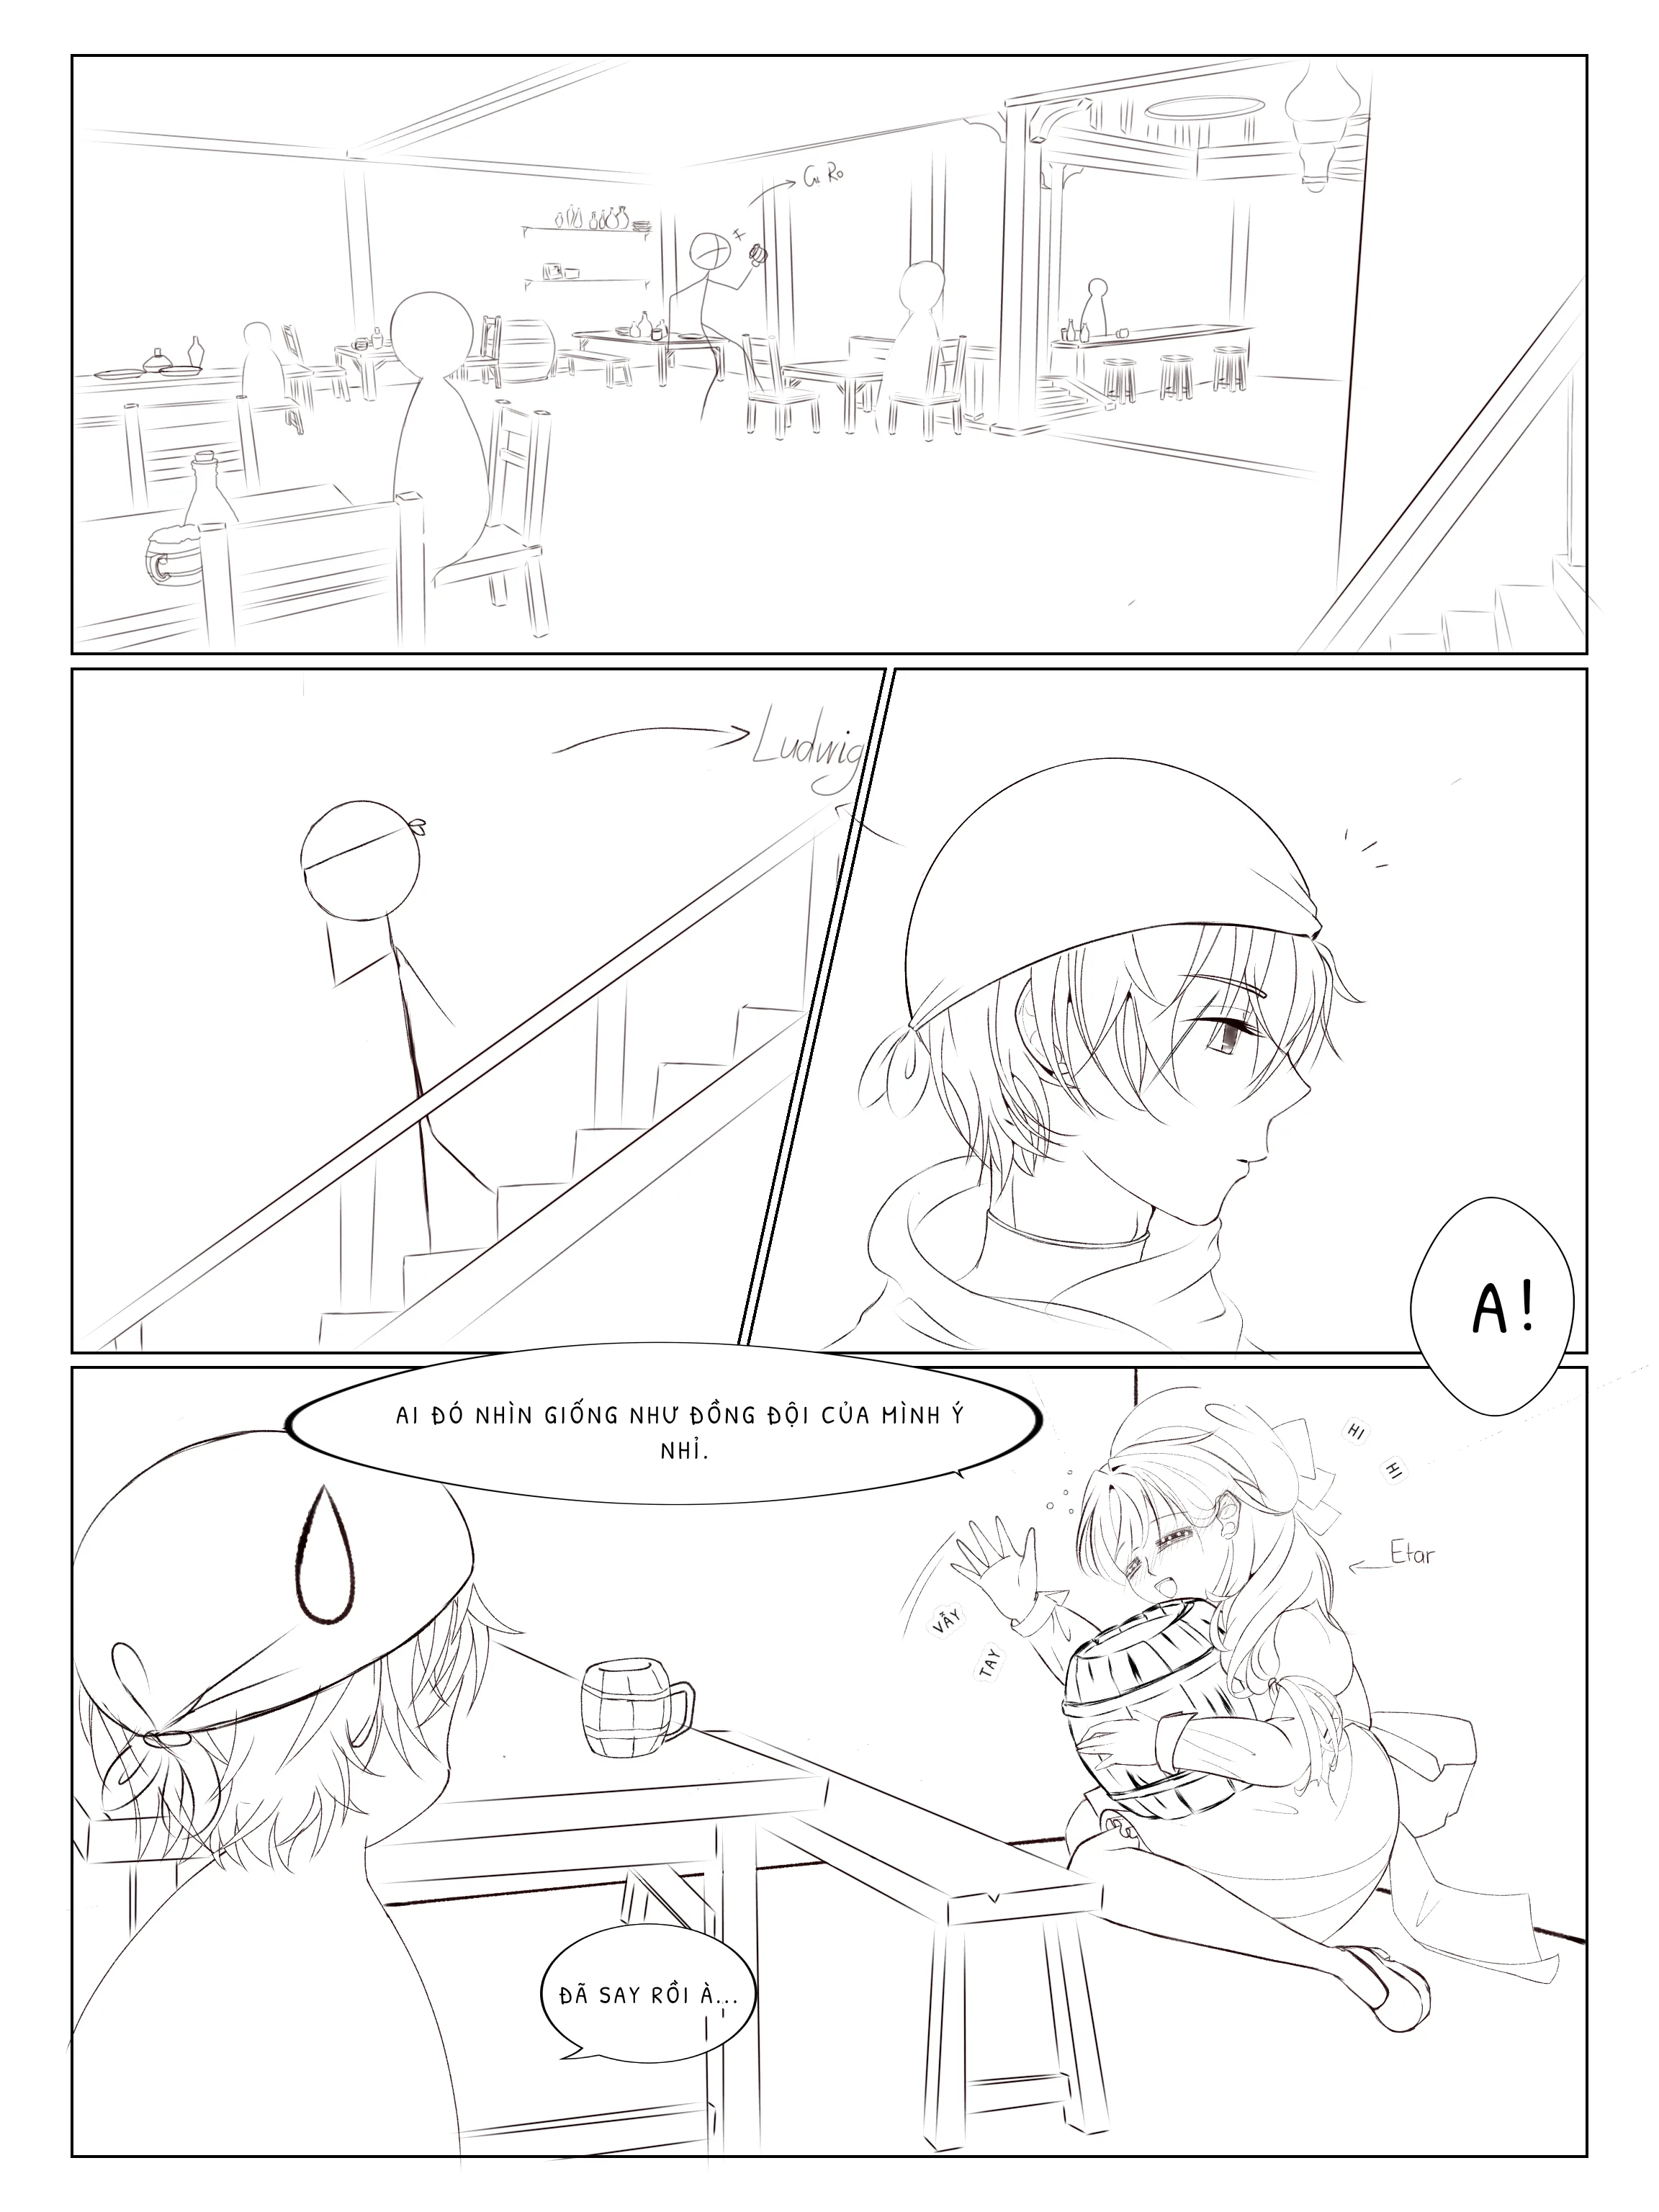 Cu Ro
Ludwig
A!
AI ĐÓ NHÌN GIỐNG NHƯ ĐỒNG ĐỘI CỦA MÌNH Ý
NHỈ.
HI
HI
Etar
VẪY
TAY
ĐÃ SAY RỒI À...